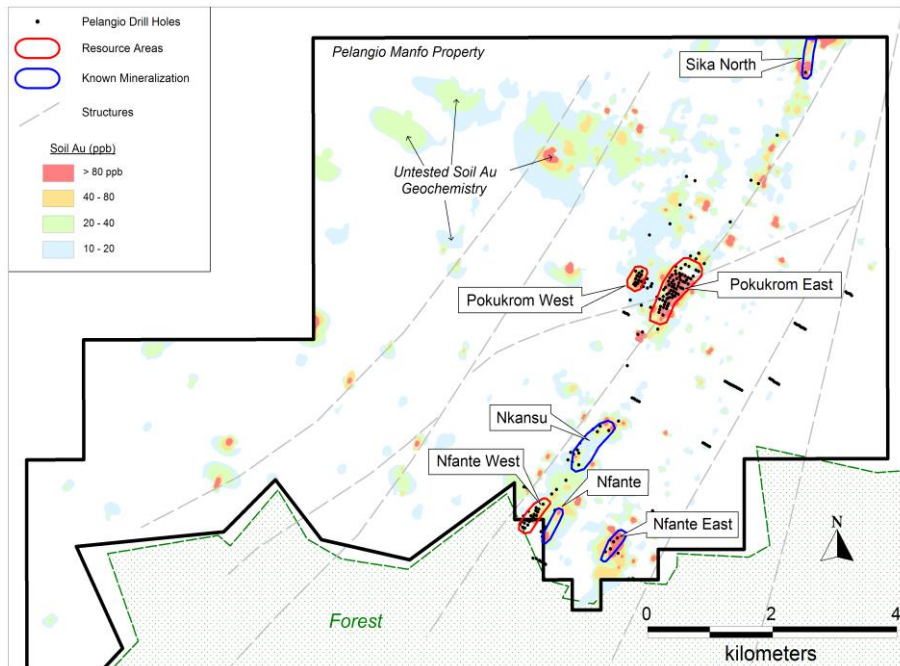 Pelangio Drill Holes
Resource Areas
Known Mineralization
Structures
Soil Au (ppb)
> 80 ppb
40 - 80
20 - 40
10 - 20
Pelangio Manfo Property
Sika North
Untested Soil Au
Geochemistry
Pokukrom West
Pokukrom East
Nkansu
Nfante West
Nfante
Nfante East
N
Forest
0 2 4
kilometers